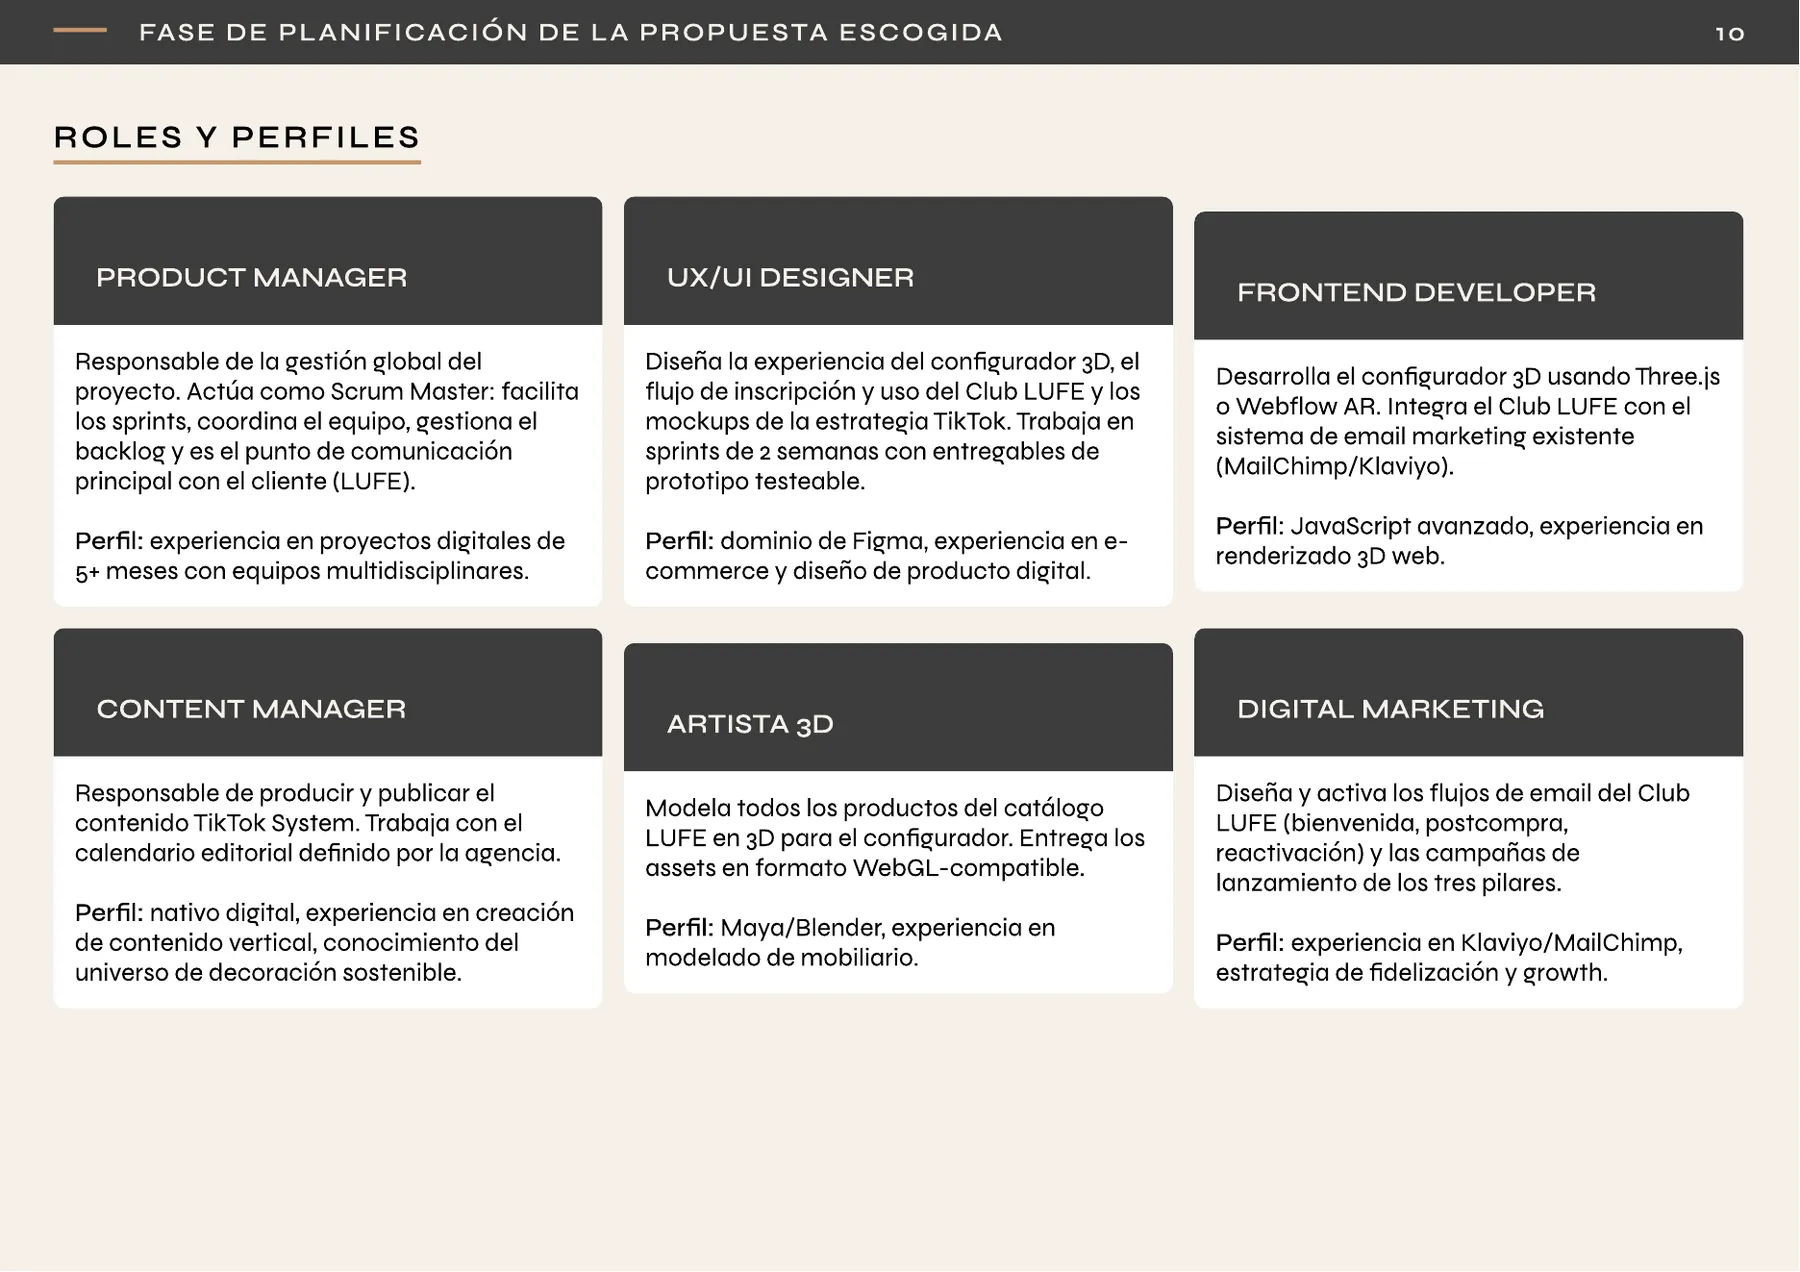 FASE DE PLANIFICACIÓN DE LA PROPUESTA ESCOGIDA
10
ROLES Y PERFILES
PRODUCT MANAGER
Responsable de la gestión global del
proyecto. Actúa como Scrum Master: facilita
los sprints, coordina el equipo, gestiona el
backlog y es el punto de comunicación
principal con el cliente (LUFE).
Perfil: experiencia en proyectos digitales de
5+ meses con equipos multidisciplinares.
UX/UI DESIGNER
Diseña la experiencia del configurador 3D, el
flujo de inscripción y uso del Club LUFE y los
mockups de la estrategia TikTok. Trabaja en
sprints de 2 semanas con entregables de
prototipo testeable.
Perfil: dominio de Figma, experiencia en e-
commerce y diseño de producto digital.
FRONTEND DEVELOPER
Desarrolla el configurador 3D usando Three.js
o Webflow AR. Integra el Club LUFE con el
sistema de email marketing existente
(MailChimp/Klaviyo).
Perfil: JavaScript avanzado, experiencia en
renderizado 3D web.
CONTENT MANAGER
Responsable de producir y publicar el
contenido TikTok System. Trabaja con el
calendario editorial definido por la agencia.
Perfil: nativo digital, experiencia en creación
de contenido vertical, conocimiento del
universo de decoración sostenible.
ARTISTA 3D
Modela todos los productos del catálogo
LUFE en 3D para el configurador. Entrega los
assets en formato WebGL-compatible.
Perfil: Maya/Blender, experiencia en
modelado de mobiliario.
DIGITAL MARKETING
Diseña y activa los flujos de email del Club
LUFE (bienvenida, postcompra,
reactivación) y las campañas de
lanzamiento de los tres pilares.
Perfil: experiencia en Klaviyo/MailChimp,
estrategia de fidelización y growth.